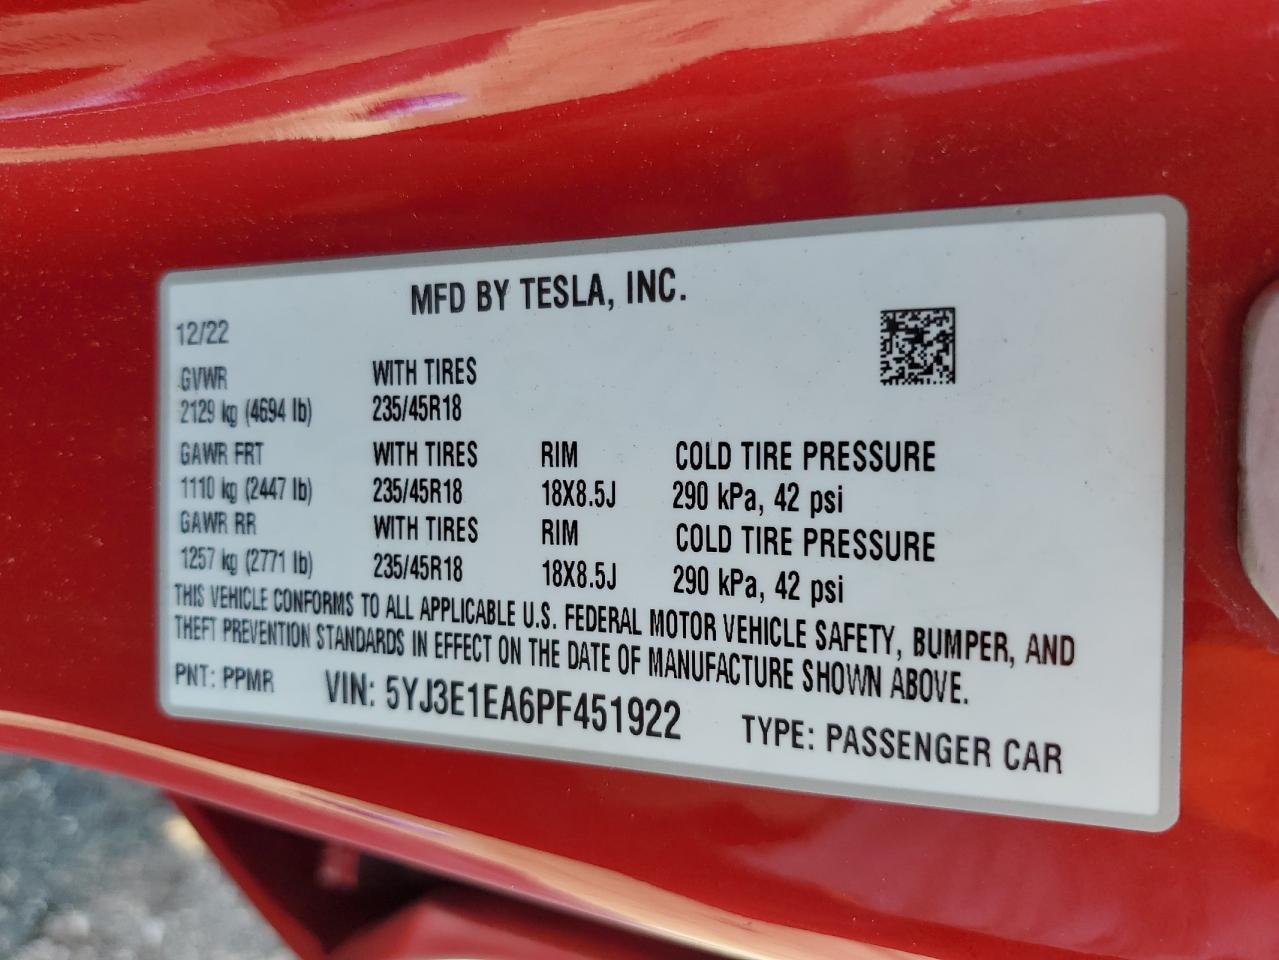 MFD BY TESLA, INC.
12/22
GVWR WITH TIRES
2129 kg (4694 lb) 235/45R18
GAWR FRT WITH TIRES RIM COLD TIRE PRESSURE
1110 kg (2447 lb) 235/45R18 18X8.5J 290 kPa, 42 psi
GAWR RR WITH TIRES RIM COLD TIRE PRESSURE
1257 kg (2771 lb) 235/45R18 18X8.5J 290 kPa, 42 psi
THIS VEHICLE CONFORMS TO ALL APPLICABLE U.S. FEDERAL MOTOR VEHICLE SAFETY, BUMPER, AND
THEFT PREVENTION STANDARDS IN EFFECT ON THE DATE OF MANUFACTURE SHOWN ABOVE.
PNT: PPMR VIN: 5YJ3E1EA6PF451922 TYPE: PASSENGER CAR